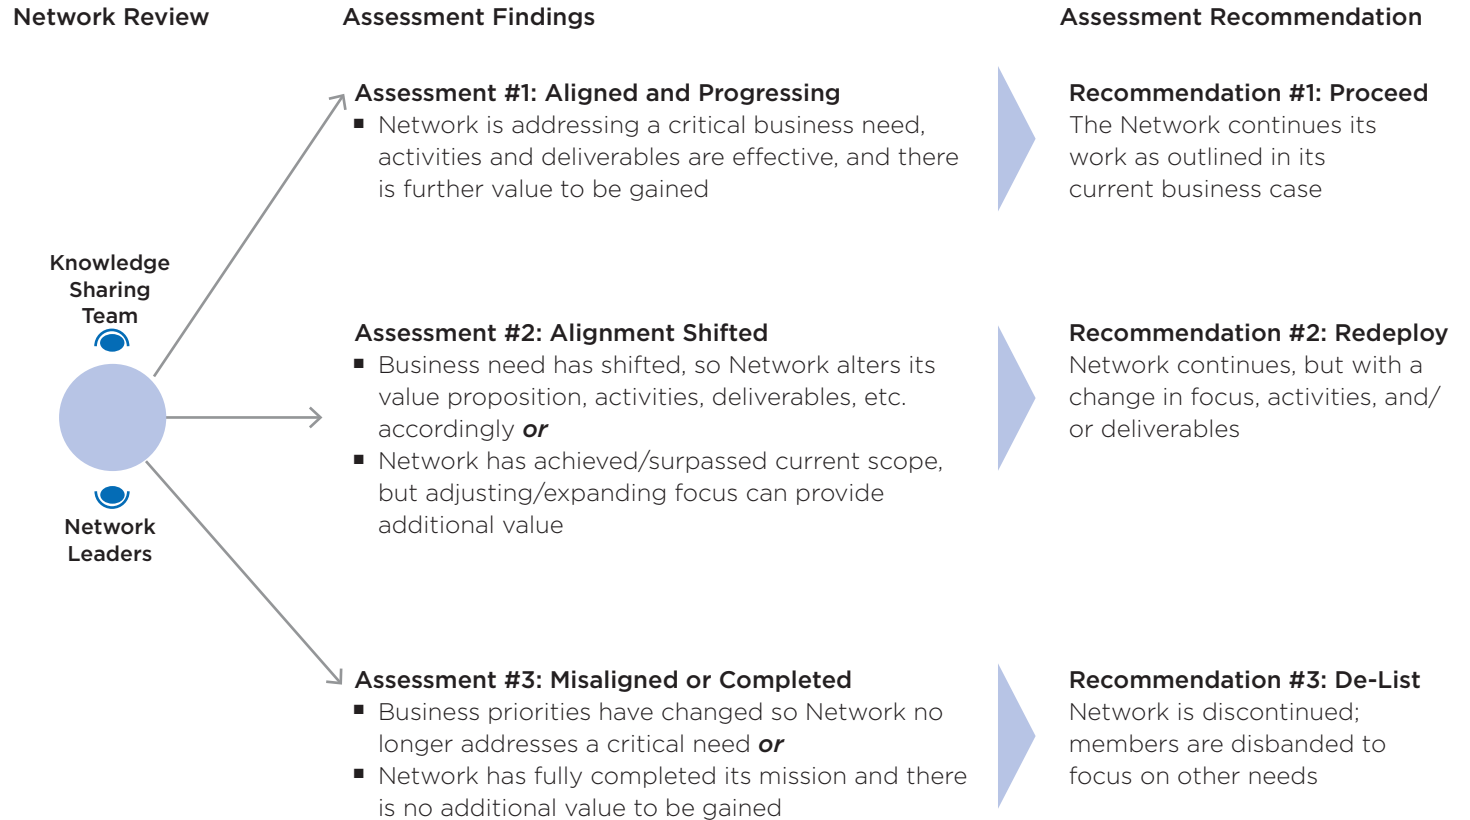 Network Review
Assessment Findings
Assessment Recommendation
Knowledge
Sharing
Team
Network
Leaders
Assessment #1: Aligned and Progressing
■ Network is addressing a critical business need,
activities and deliverables are effective, and there
is further value to be gained
Recommendation #1: Proceed
The Network continues its
work as outlined in its
current business case
Assessment #2: Alignment Shifted
■ Business need has shifted, so Network alters its
value proposition, activities, deliverables, etc.
accordingly or
■ Network has achieved/surpassed current scope,
but adjusting/expanding focus can provide
additional value
Recommendation #2: Redeploy
Network continues, but with a
change in focus, activities, and/
or deliverables
Assessment #3: Misaligned or Completed
■ Business priorities have changed so Network no
longer addresses a critical need or
■ Network has fully completed its mission and there
is no additional value to be gained
Recommendation #3: De-List
Network is discontinued;
members are disbanded to
focus on other needs